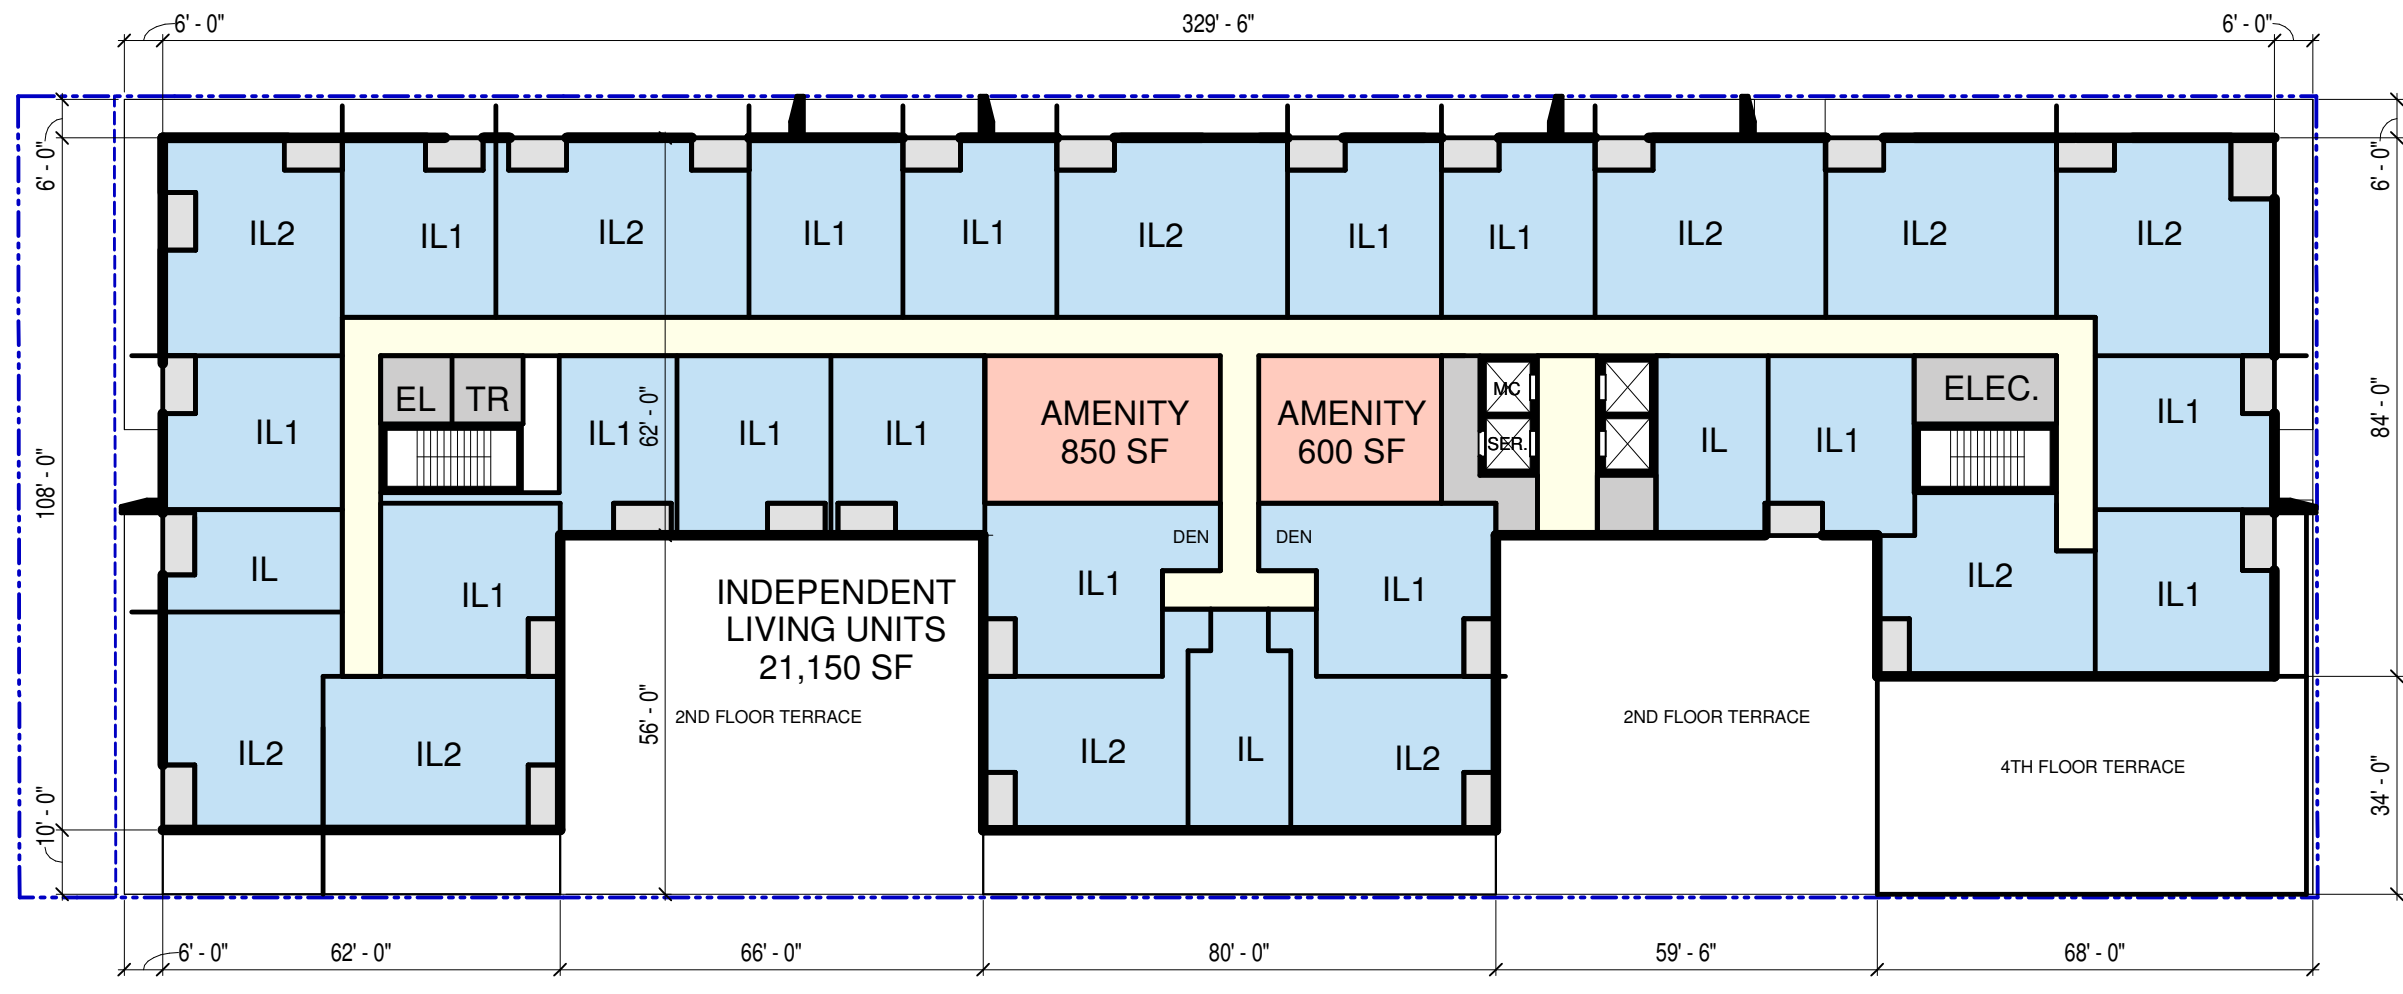 6' - 0"
329' - 6"
6' - 0"
6' - 0"
6' - 0"
IL2
IL1
IL2
IL1
IL1
IL2
IL1
IL1
IL2
IL2
IL2
EL
TR
62' - 0"
MC
ELEC.
84' - 0"
AMENITY
850 SF
AMENITY
600 SF
IL1
IL1
IL1
IL1
SER.
IL
IL1
IL1
108' - 0"
DEN
DEN
IL
IL1
INDEPENDENT
LIVING UNITS
21,150 SF
IL1
IL1
IL2
IL1
56' - 0"
2ND FLOOR TERRACE
2ND FLOOR TERRACE
IL2
IL2
IL2
IL
IL2
4TH FLOOR TERRACE
10' - 0"
34' - 0"
6' - 0"
62' - 0"
66' - 0"
80' - 0"
59' - 6"
68' - 0"